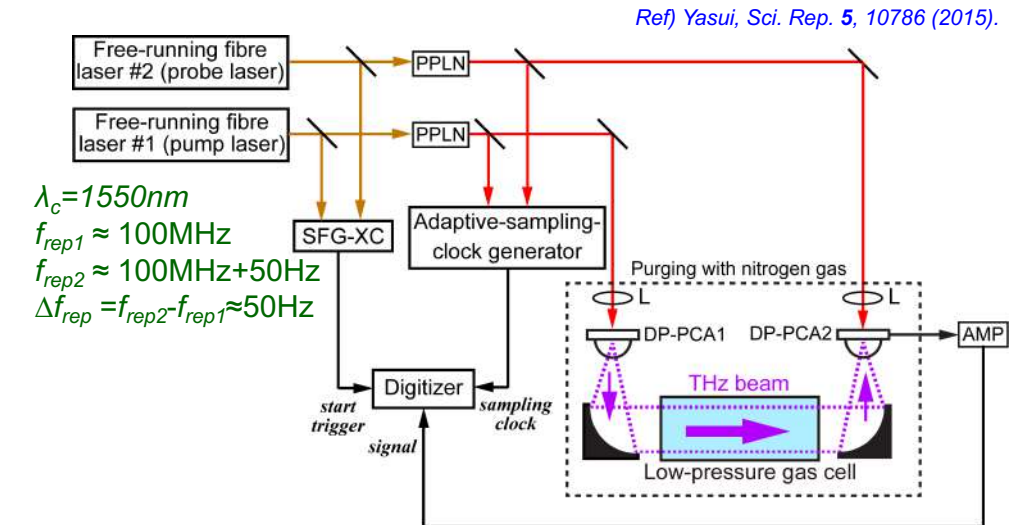 Ref) Yasui, Sci. Rep. 5, 10786 (2015).
Free-running fibre
laser #2 (probe laser)
PPLN
Free-running fibre
laser #1 (pump laser)
PPLN
λc=1550nm
frep1 ≈ 100MHz
frep2 ≈ 100MHz+50Hz
Δfrep =frep2-frep1≈50Hz
SFG-XC
Adaptive-sampling-
clock generator
Purging with nitrogen gas
L
L
DP-PCA1
DP-PCA2
AMP
THz beam
Digitizer
start
trigger
sampling
clock
signal
Low-pressure gas cell